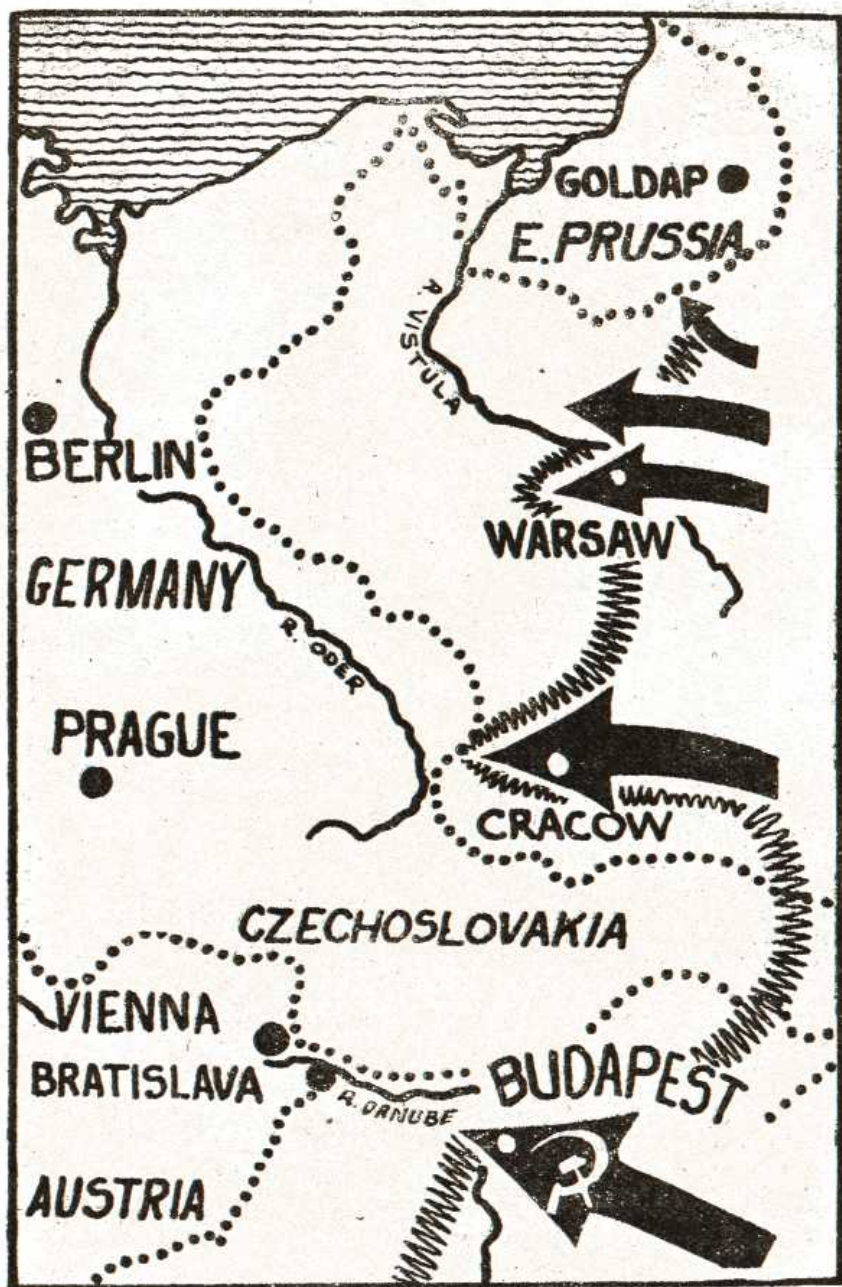 GOLDAP
E. PRUSSIA
R. VISTULA
BERLIN
WARSAW
GERMANY
R. ODER
PRAGUE
CRACOW
CZECHOSLOVAKIA
VIENNA
BUDAPEST
BRATISLAVA
R. DANUBE
AUSTRIA